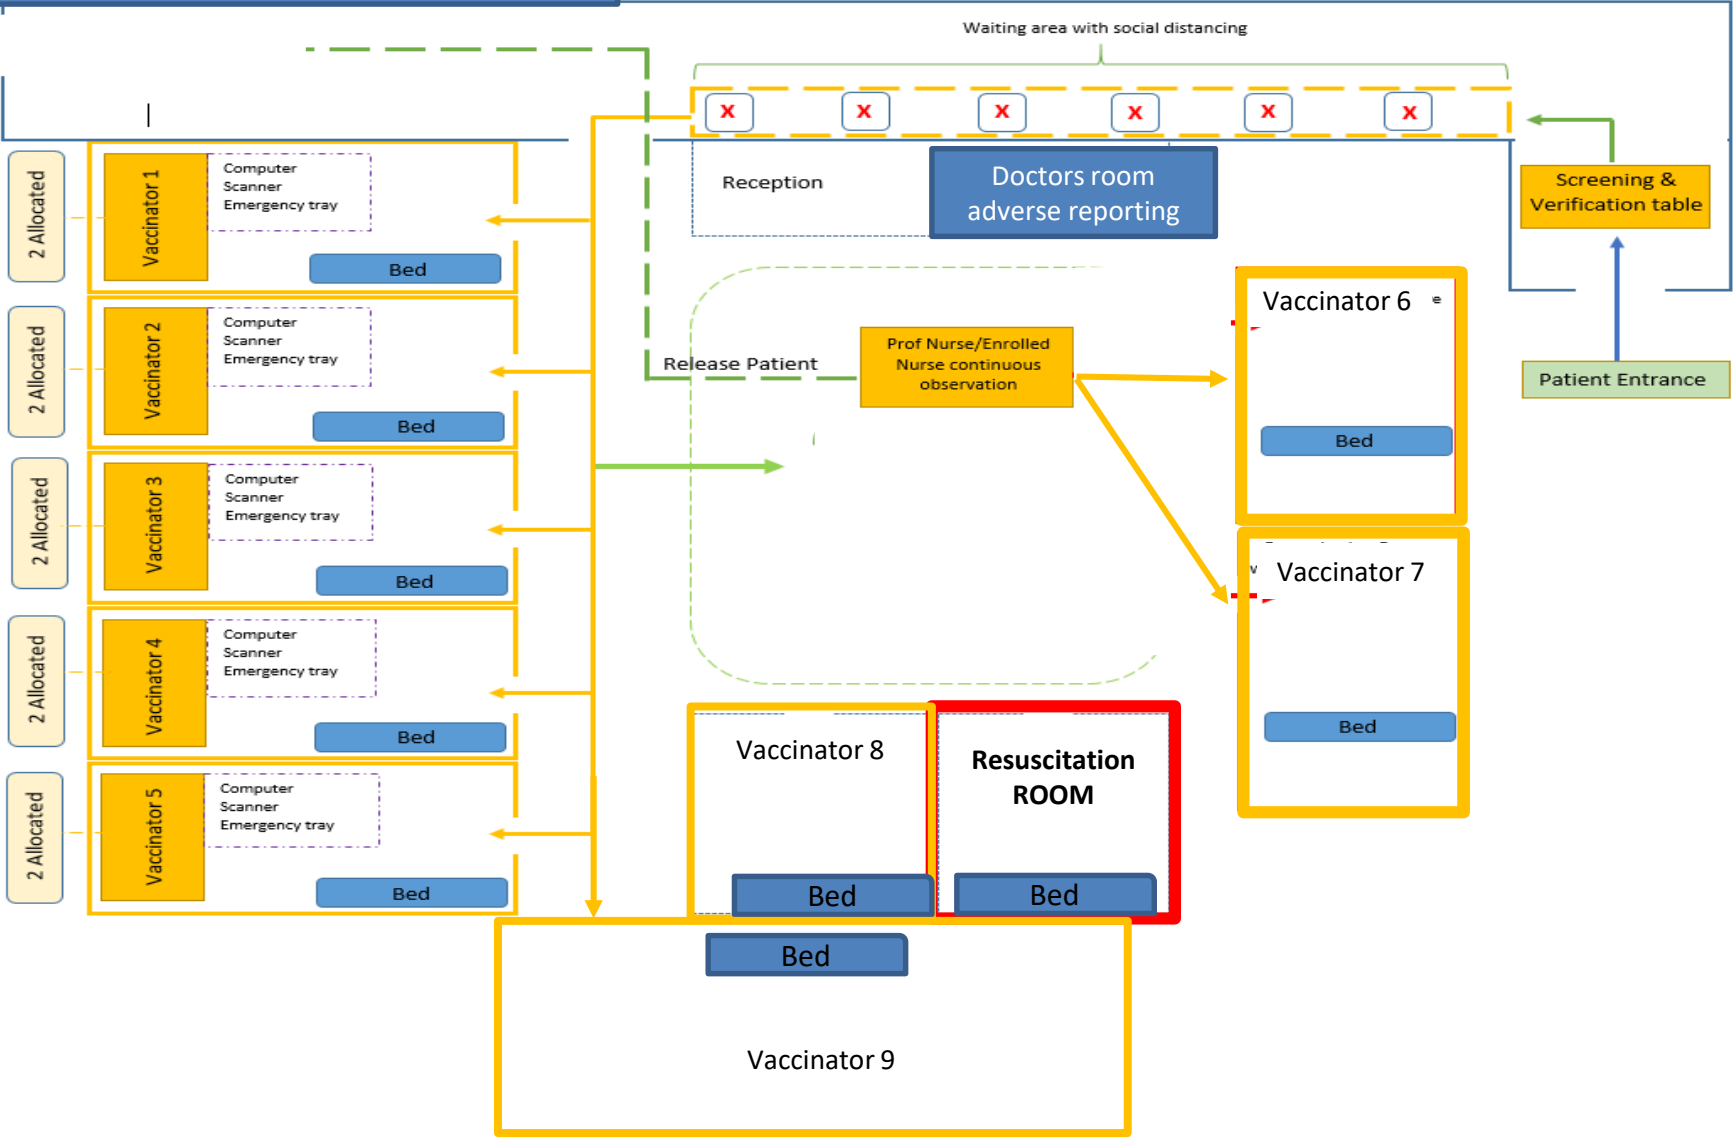 Waiting area with social distancing
X
X
X
X
X
X
Reception
Doctors room
adverse reporting
Screening &
Verification table
Patient Entrance
2 Allocated
Vaccinator 1
Computer
Scanner
Emergency tray
Bed
2 Allocated
Vaccinator 2
Computer
Scanner
Emergency tray
Bed
2 Allocated
Vaccinator 3
Computer
Scanner
Emergency tray
Bed
2 Allocated
Vaccinator 4
Computer
Scanner
Emergency tray
Bed
2 Allocated
Vaccinator 5
Computer
Scanner
Emergency tray
Bed
Release Patient
Prof Nurse/Enrolled
Nurse continuous
observation
Vaccinator 6
Bed
Vaccinator 7
Bed
Vaccinator 8
Bed
Resuscitation
ROOM
Bed
Bed
Vaccinator 9